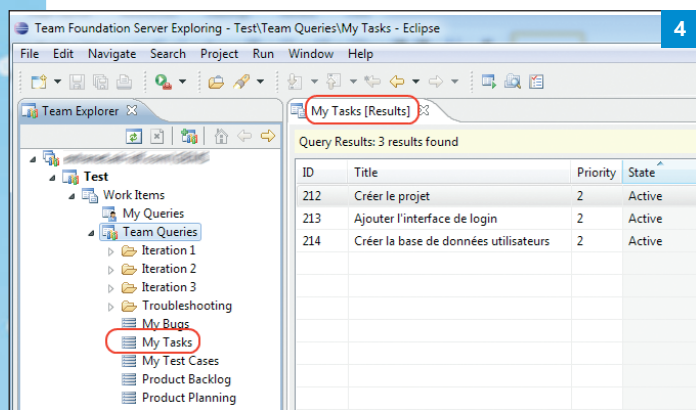 Team Foundation Server Exploring - Test\Team Queries\My Tasks - Eclipse
4
File Edit Navigate Search Project Run Window Help
Team Explorer
My Tasks [Results]
Query Results: 3 results found
Test
Work Items
My Queries
Team Queries
Iteration 1
Iteration 2
Iteration 3
Troubleshooting
My Bugs
My Tasks
My Test Cases
Product Backlog
Product Planning
ID Title Priority State
212 Créer le projet 2 Active
213 Ajouter l'interface de login 2 Active
214 Créer la base de données utilisateurs 2 Active